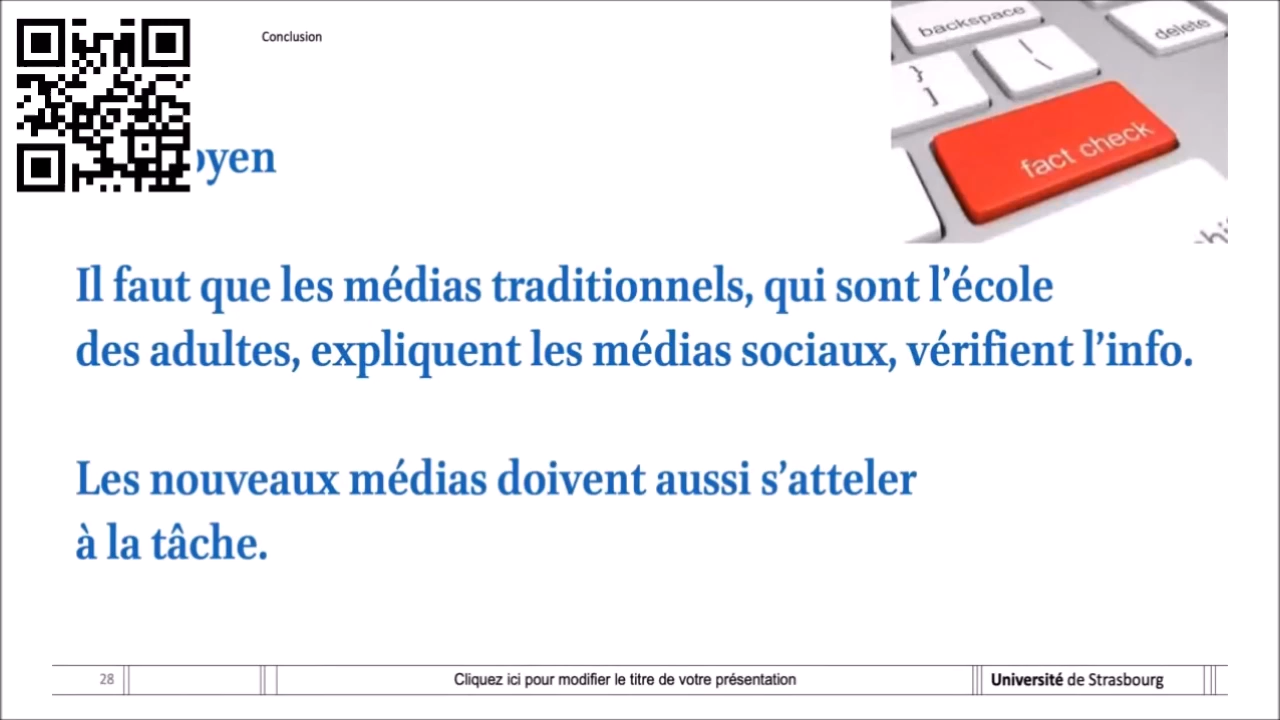 Conclusion
backspace
delete
}
]
|
\
fact check
Il faut que les médias traditionnels, qui sont l’école
des adultes, expliquent les médias sociaux, vérifient l’info.
Les nouveaux médias doivent aussi s’atteler
à la tâche.
28
Cliquez ici pour modifier le titre de votre présentation
Université de Strasbourg